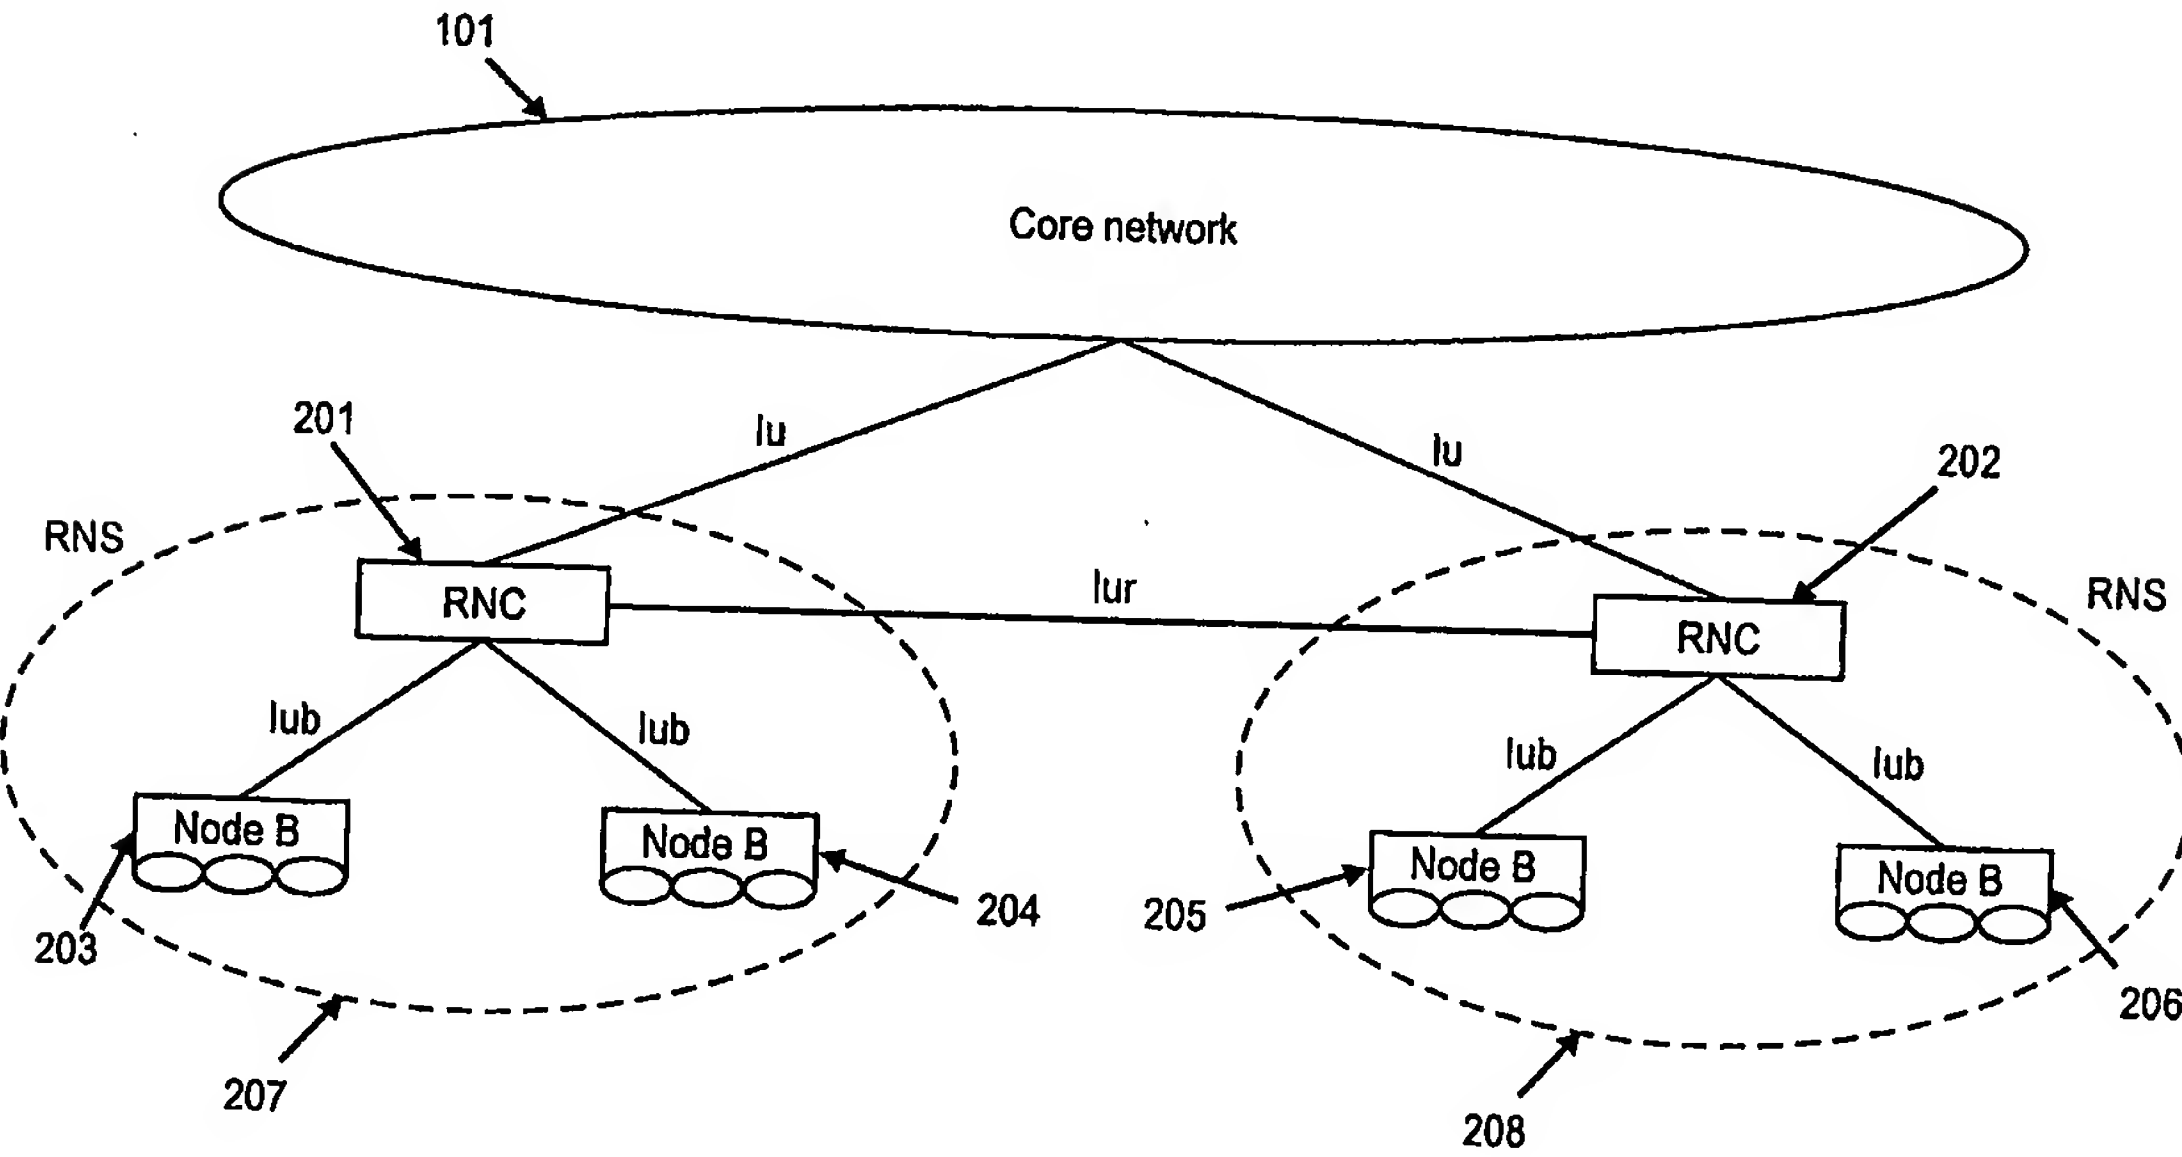 101
Core network
201
Iu
Iu
202
RNS
RNC
Iur
RNS
RNC
Iub
Iub
Iub
Iub
Node B
Node B
Node B
Node B
203
204
205
206
207
208